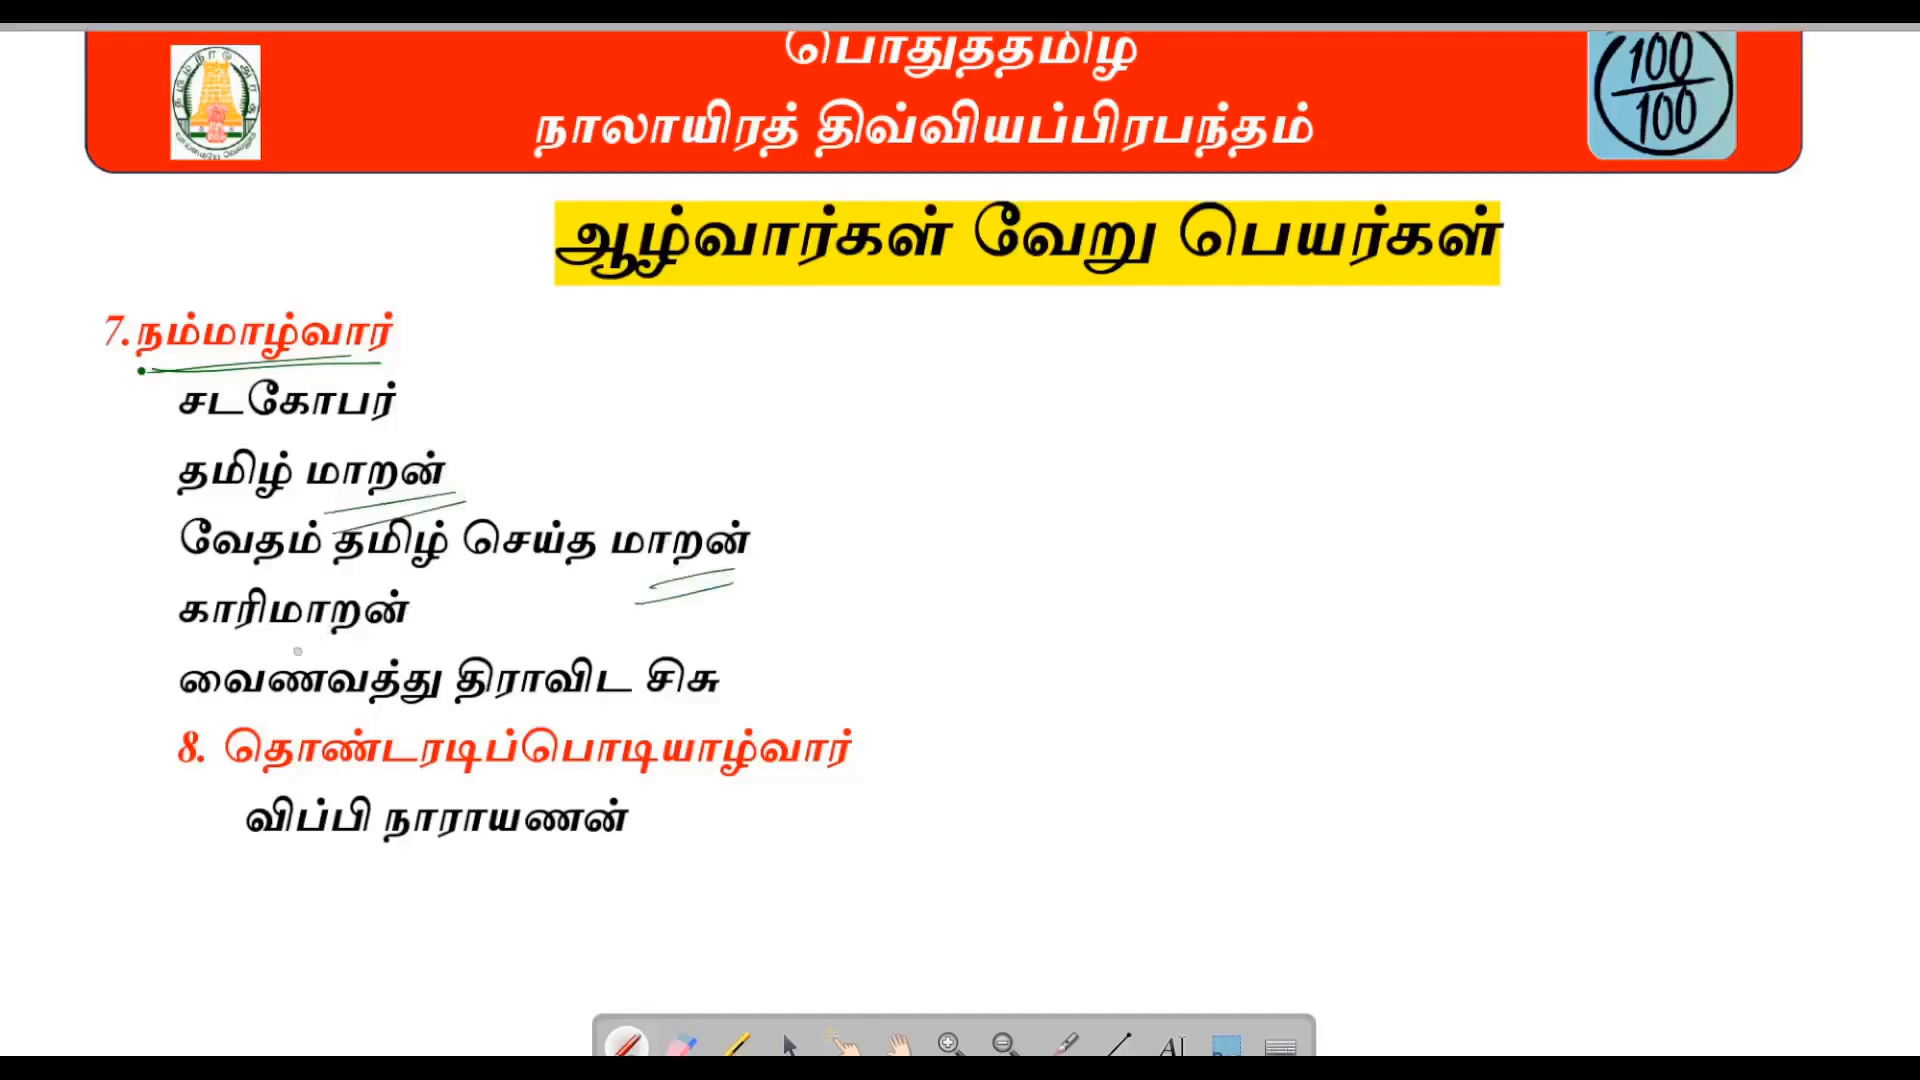 பொதுத்தமிழ்
நாலாயிரத் திவ்வியப்பிரபந்தம்
100
100
ஆழ்வார்கள் வேறு பெயர்கள்
7.நம்மாழ்வார்
சடகோபர்
தமிழ் மாறன்
வேதம் தமிழ் செய்த மாறன்
காரிமாறன்
வைணவத்து திராவிட சிசு
8. தொண்டரடிப்பொடியாழ்வார்
விப்பி நாராயணன்